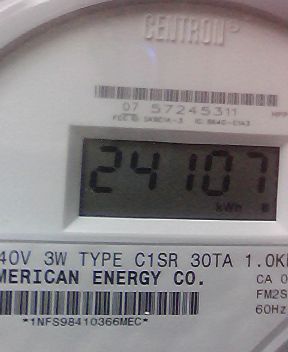 CENTRON
07 57245311
24107
kWh
40V 3W TYPE C1SR 30TA 1.0K
MERICAN ENERGY CO.
CA 0
FM2S
60Hz
*1NFS98410366MEC*